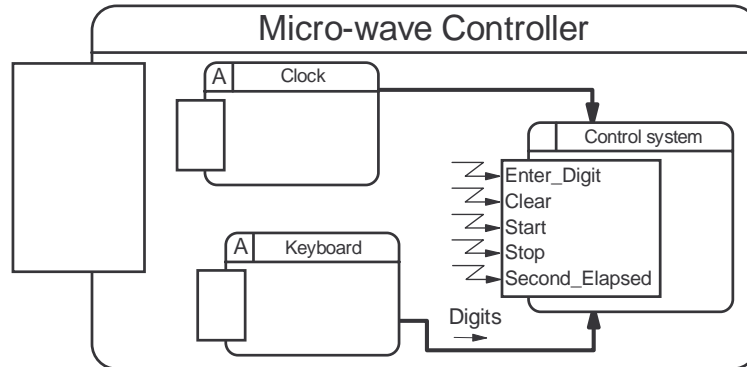 Micro-wave Controller
A Clock
Control system
Enter_Digit
Clear
Start
Stop
Second_Elapsed
A Keyboard
Digits